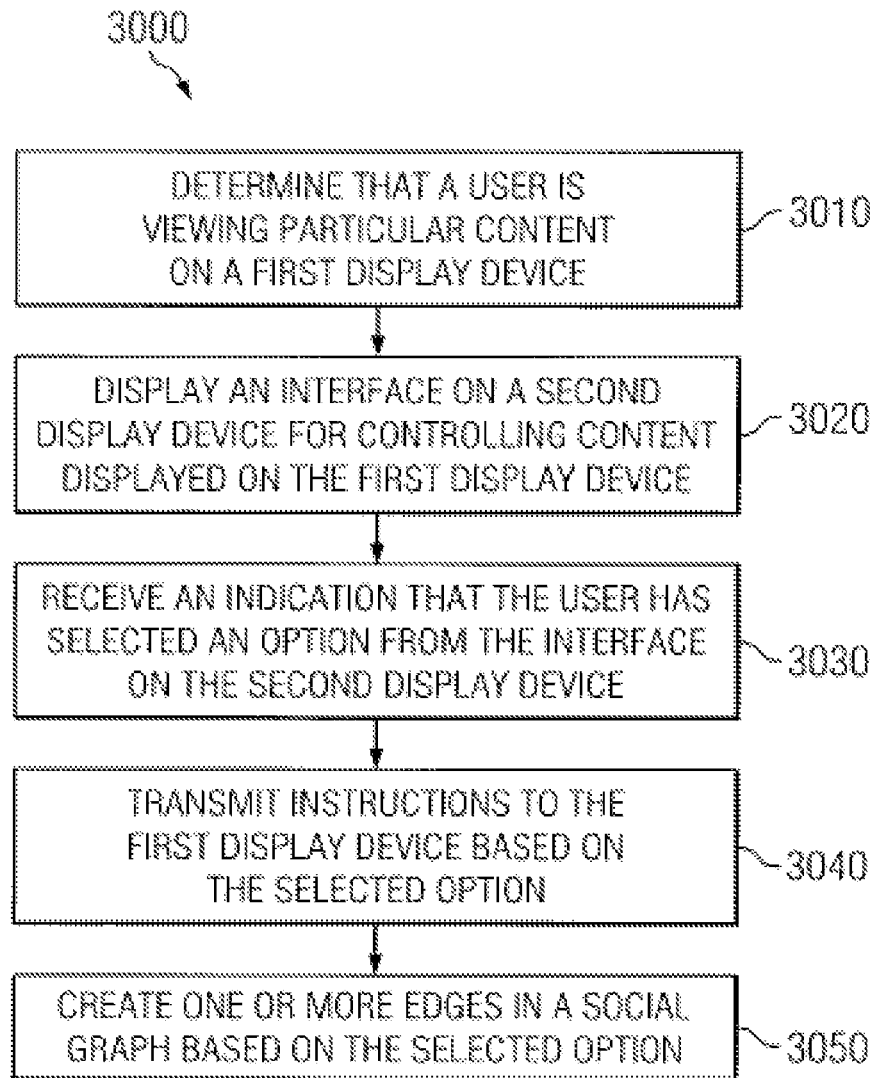 3000
DETERMINE THAT A USER IS
VIEWING PARTICULAR CONTENT
ON A FIRST DISPLAY DEVICE
3010
DISPLAY AN INTERFACE ON A SECOND
DISPLAY DEVICE FOR CONTROLLING CONTENT
DISPLAYED ON THE FIRST DISPLAY DEVICE
3020
RECEIVE AN INDICATION THAT THE USER HAS
SELECTED AN OPTION FROM THE INTERFACE
ON THE SECOND DISPLAY DEVICE
3030
TRANSMIT INSTRUCTIONS TO THE
FIRST DISPLAY DEVICE BASED ON
THE SELECTED OPTION
3040
CREATE ONE OR MORE EDGES IN A SOCIAL
GRAPH BASED ON THE SELECTED OPTION
3050